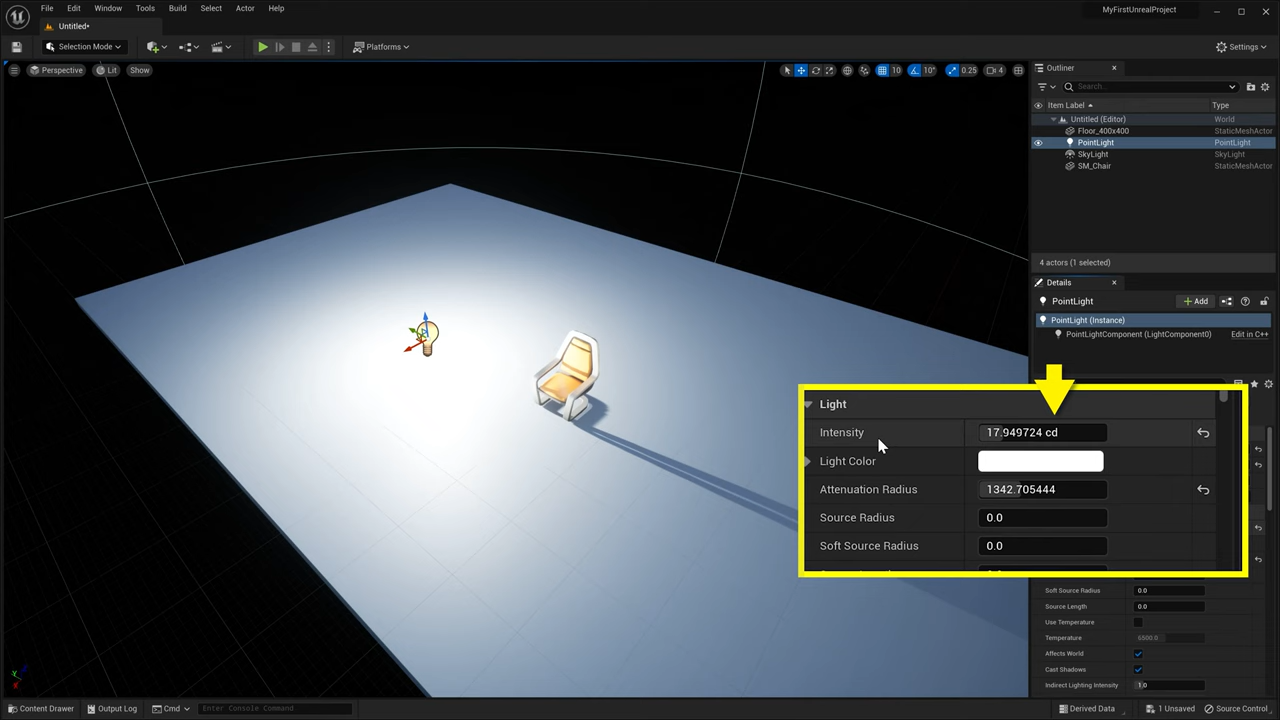 File Edit Window Tools Build Select Actor Help
MyFirstUnrealProject
Untitled*
Selection Mode
Platforms
Settings
Perspective Lit Show
10 10° 0.25 4
Outliner
Search...
Item Label Type
Untitled (Editor) World
Floor_400x400 StaticMeshActor
PointLight PointLight
SkyLight SkyLight
SM_Chair StaticMeshActor
4 actors (1 selected)
Details
PointLight + Add
PointLight (Instance)
PointLightComponent (LightComponent0) Edit in C++
Light
Intensity 17.949724 cd
Light Color
Attenuation Radius 1342.705444
Source Radius 0.0
Soft Source Radius 0.0
Soft Source Radius 0.0
Source Length 0.0
Use Temperature
Temperature 6500.0
Affects World
Cast Shadows
Indirect Lighting Intensity 1.0
Content Drawer Output Log Cmd Enter Console Command Derived Data 1 Unsaved Source Control